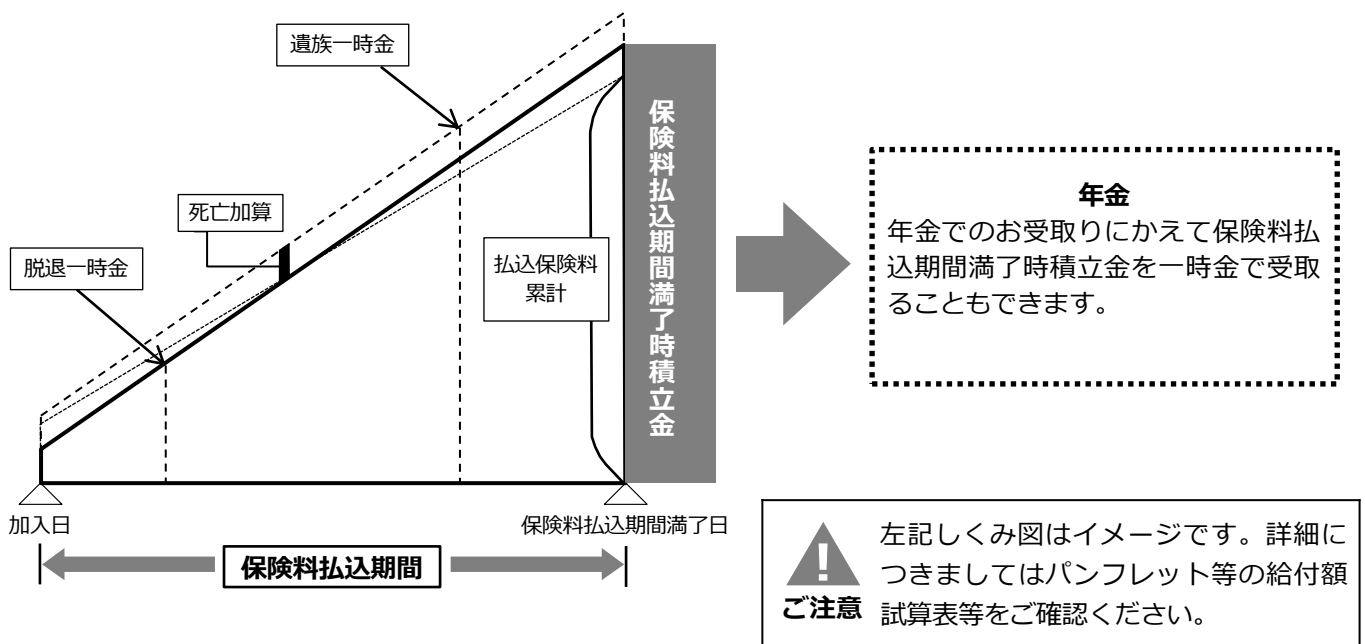 遺族一時金
死亡加算
脱退一時金
払込保険料
累計
保険料払込期間満了時積立金
年金
年金でのお受取りにかえて保険料払
込期間満了時積立金を一時金で受取
ることもできます。
加入日
保険料払込期間満了日
保険料払込期間
!
ご注意
左記しくみ図はイメージです。詳細に
つきましてはパンフレット等の給付額
試算表等をご確認ください。